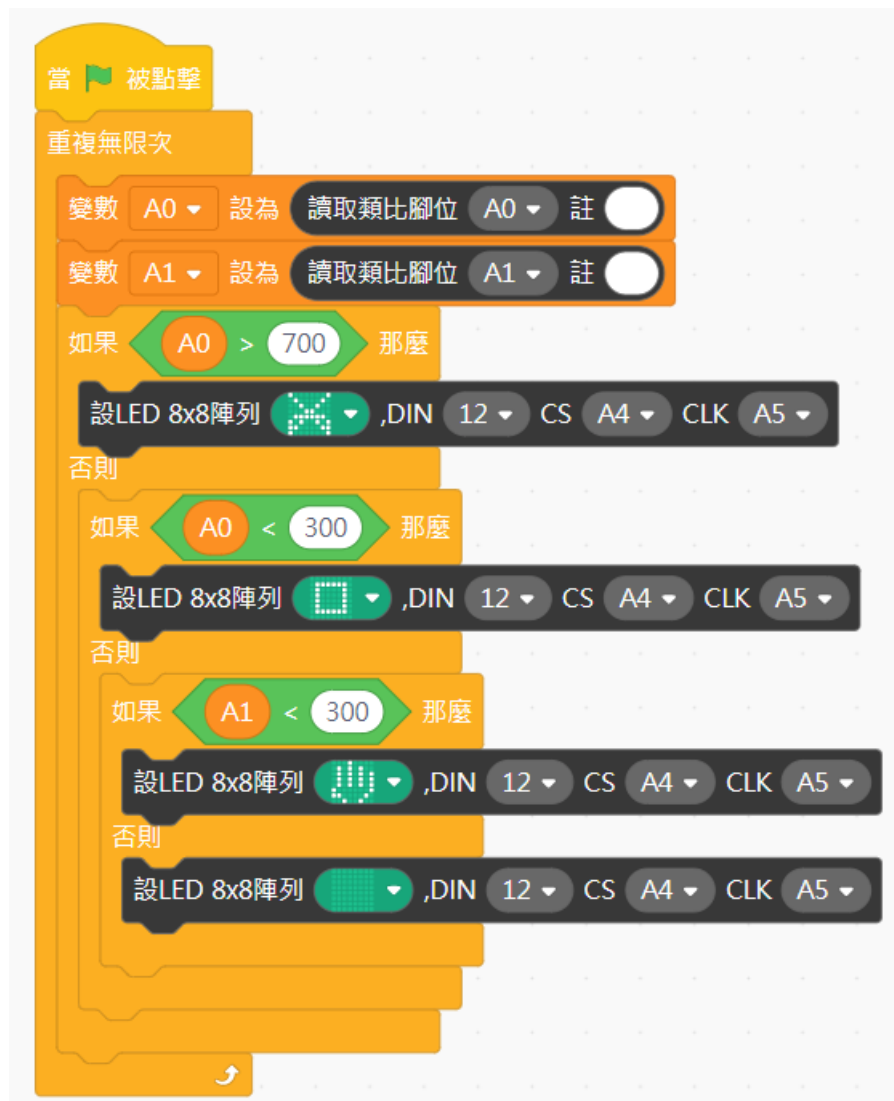 當 被點擊
重複無限次
變數 A0 設為 讀取類比腳位 A0 註
變數 A1 設為 讀取類比腳位 A1 註
如果 A0 > 700 那麼
設LED 8x8陣列 ,DIN 12 CS A4 CLK A5
否則
如果 A0 < 300 那麼
設LED 8x8陣列 ,DIN 12 CS A4 CLK A5
否則
如果 A1 < 300 那麼
設LED 8x8陣列 ,DIN 12 CS A4 CLK A5
否則
設LED 8x8陣列 ,DIN 12 CS A4 CLK A5